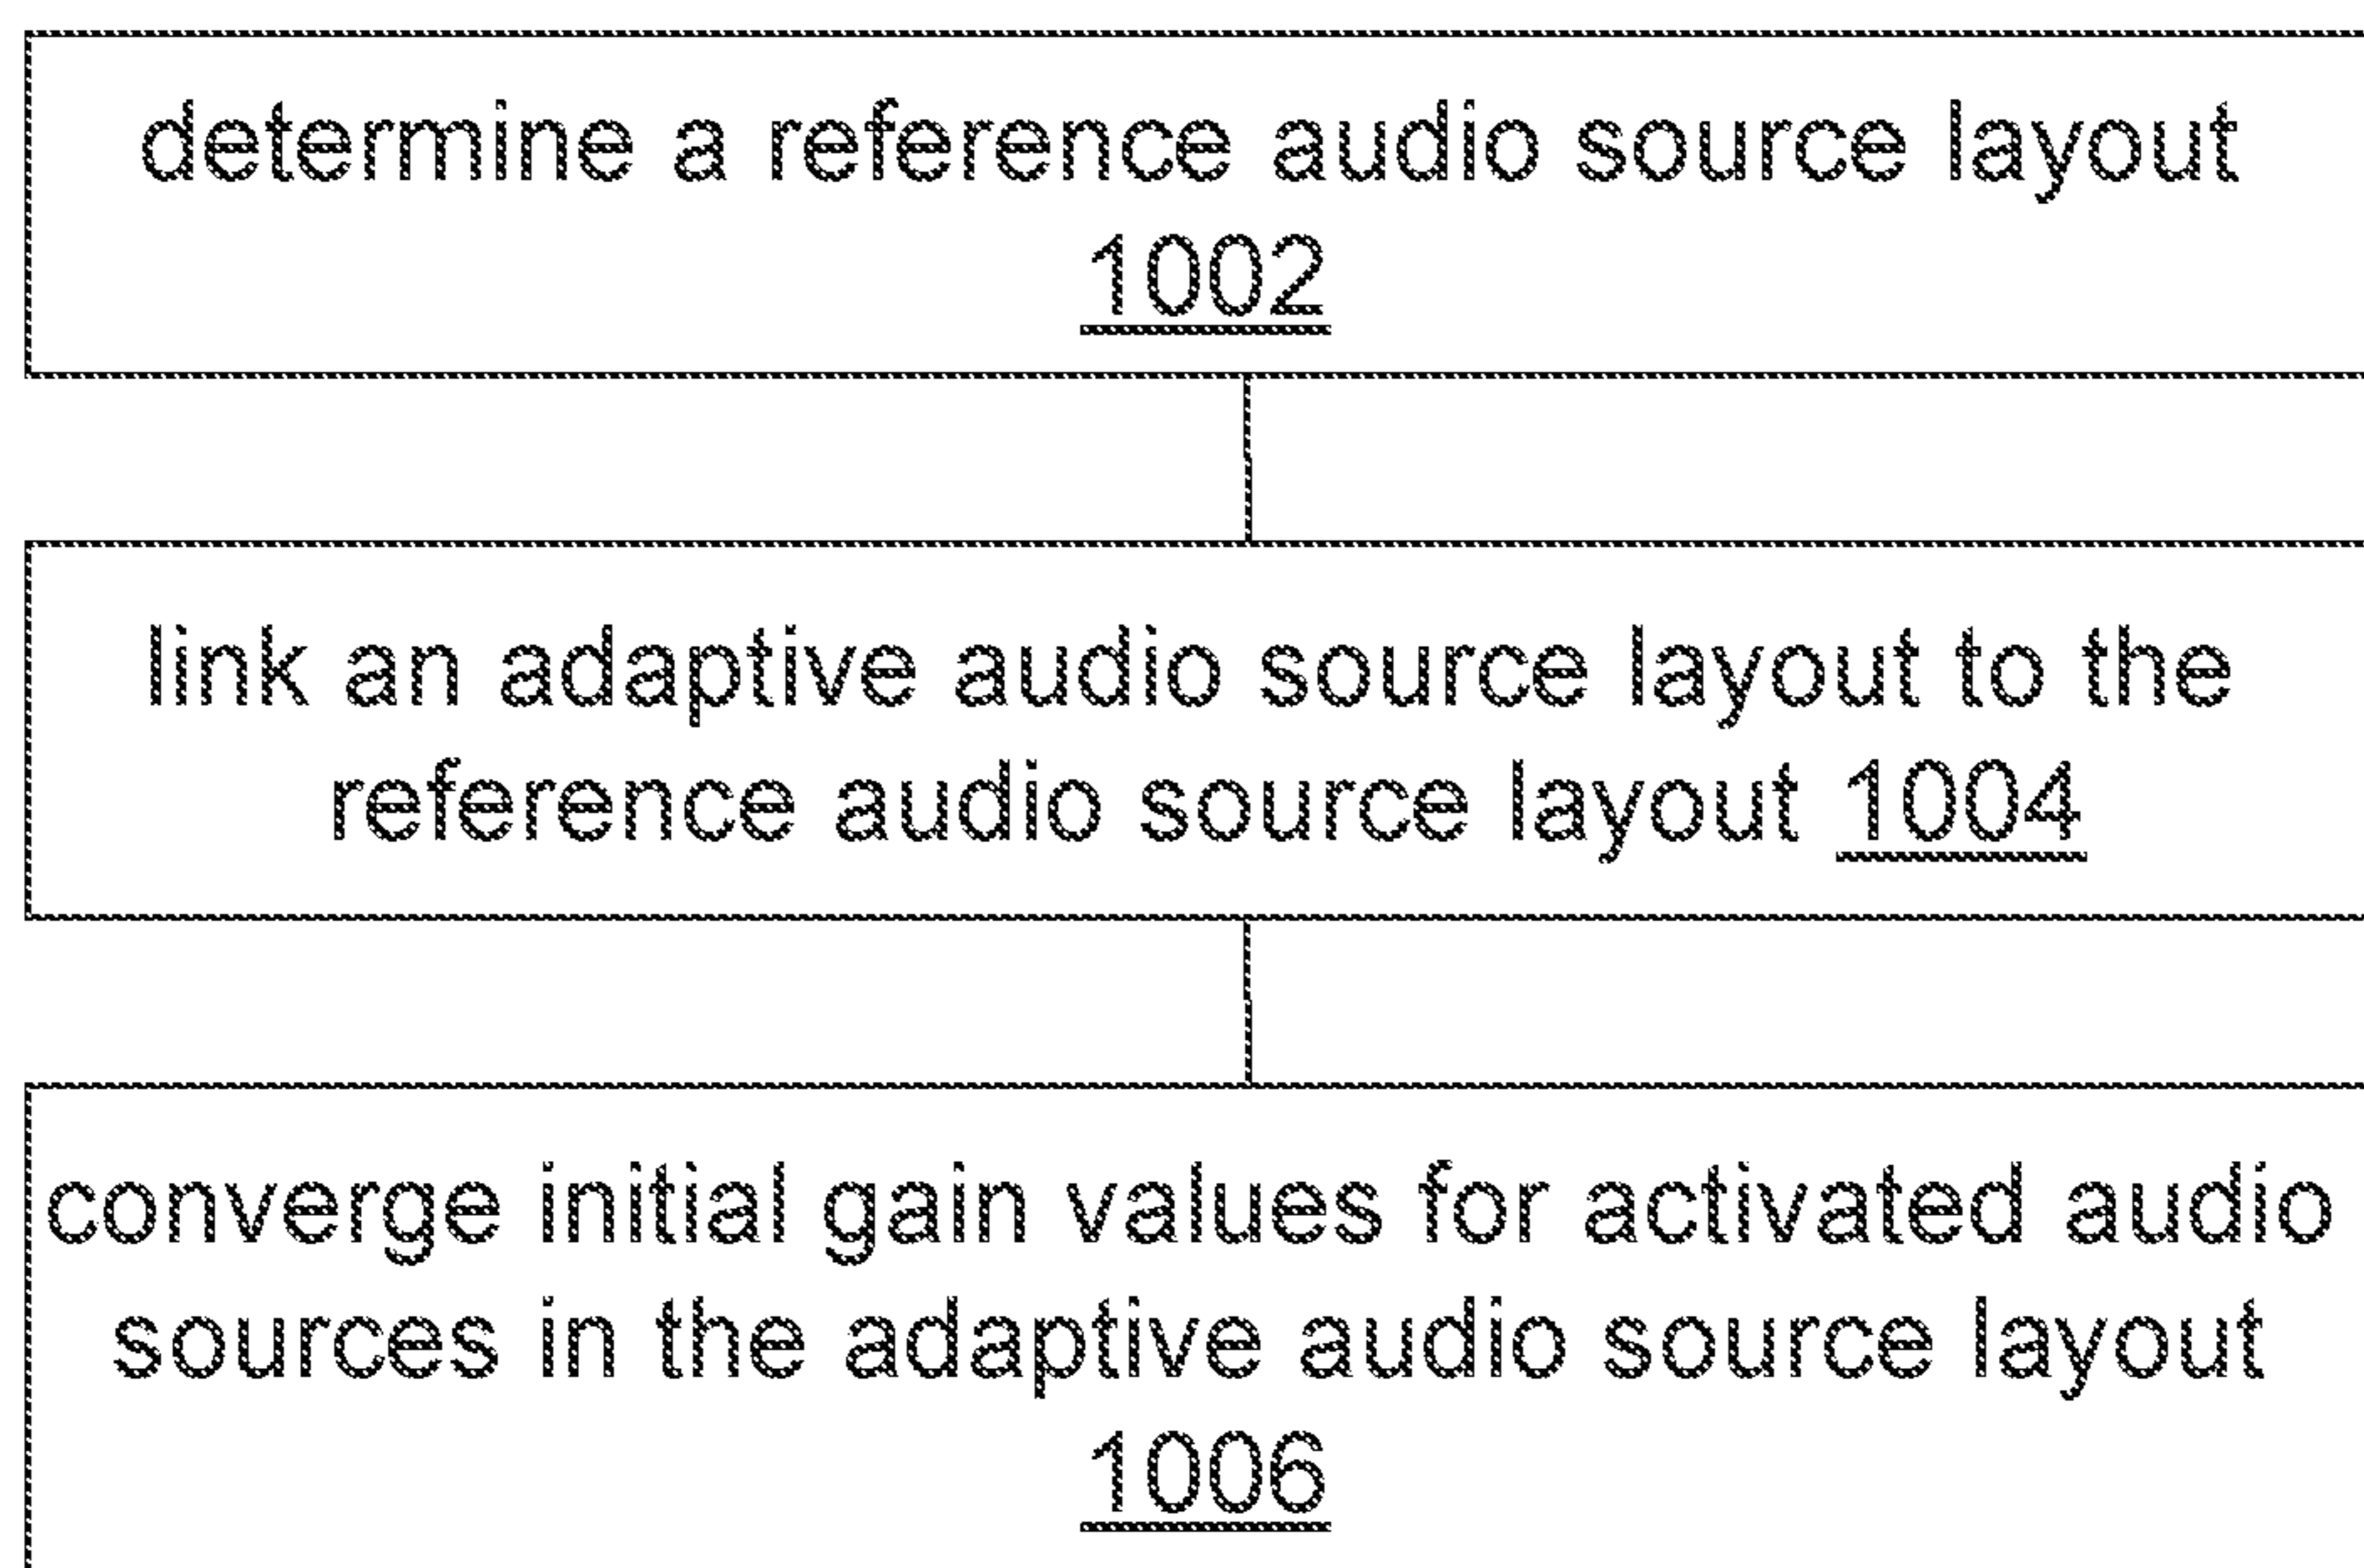 determine a reference audio source layout
1002
link an adaptive audio source layout to the
reference audio source layout 1004
converge initial gain values for activated audio
sources in the adaptive audio source layout
1006